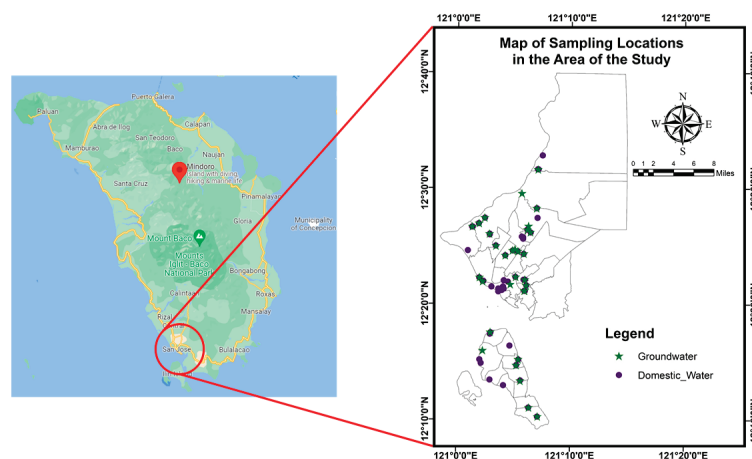 Puerto Galera
Paluan
Abra de Ilog
Calapan
San Teodoro
Mamburao
Baco
Naujan
Mindoro
Island with diving,
hiking & marine life
Santa Cruz
Pinamalayan
Gloria
Municipality
of Concepcion
Mount Baco
Mounts
Iglit - Baco
National Park
Bongabong
Calintaan
Roxas
Mansalay
Rizal
Central
San Jose
Bulalacao
121°0'0"E
121°10'0"E
121°20'0"E
Map of Sampling Locations
in the Area of the Study
12°40'0"N
12°30'0"N
12°20'0"N
12°10'0"N
N
W
E
S
0 1 2 4 6 8
Miles
Legend
Groundwater
Domestic_Water
121°0'0"E
121°10'0"E
121°20'0"E